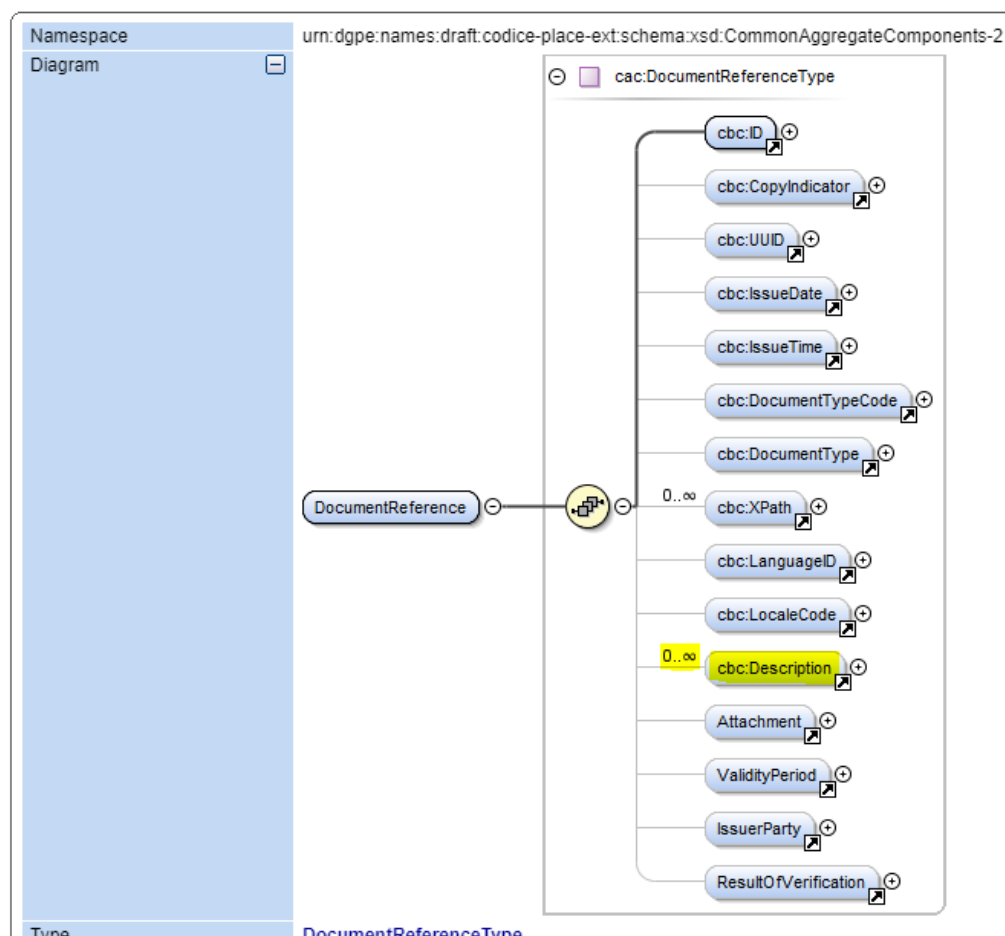 Namespace urn:dgpe:names:draft:codice-place-ext:schema:xsd:CommonAggregateComponents-2
Diagram
cac:DocumentReferenceType
cbc:ID
cbc:CopyIndicator
cbc:UUID
cbc:IssueDate
cbc:IssueTime
cbc:DocumentTypeCode
cbc:DocumentType
DocumentReference
0..∞ cbc:XPath
cbc:LanguageID
cbc:LocaleCode
0..∞ cbc:Description
Attachment
ValidityPeriod
IssuerParty
ResultOfVerification
Type DocumentReferenceType